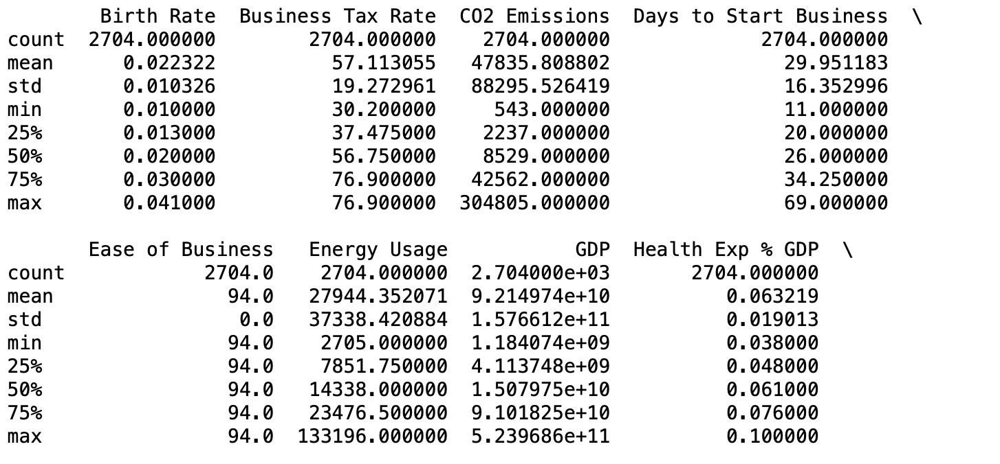 Birth Rate  Business Tax Rate  CO2 Emissions  Days to Start Business  \
count  2704.000000        2704.000000    2704.000000             2704.000000
mean      0.022322          57.113055   47835.808802               29.951183
std       0.010326          19.272961   88295.526419               16.352996
min       0.010000          30.200000     543.000000               11.000000
25%       0.013000          37.475000    2237.000000               20.000000
50%       0.020000          56.750000    8529.000000               26.000000
75%       0.030000          76.900000   42562.000000               34.250000
max       0.041000          76.900000  304805.000000               69.000000
Ease of Business   Energy Usage           GDP  Health Exp % GDP  \
count            2704.0    2704.000000  2.704000e+03       2704.000000
mean               94.0   27944.352071  9.214974e+10          0.063219
std                 0.0   37338.420884  1.576612e+11          0.019013
min                94.0    2705.000000  1.184074e+09          0.038000
25%                94.0    7851.750000  4.113748e+09          0.048000
50%                94.0   14338.000000  1.507975e+10          0.061000
75%                94.0   23476.500000  9.101825e+10          0.076000
max                94.0  133196.000000  5.239686e+11          0.100000